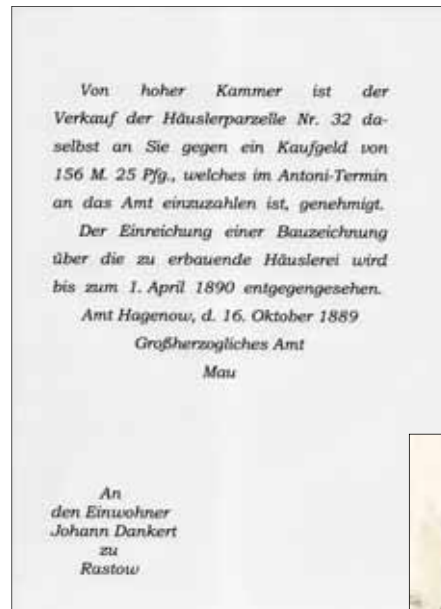 Von hoher Kammer ist der
Verkauf der Häuslerparzelle Nr. 32 da-
selbst an Sie gegen ein Kaufgeld von
156 M. 25 Pfg., welches im Antoni-Termin
an das Amt einzuzahlen ist, genehmigt.
Der Einreichung einer Bauzeichnung
über die zu erbauende Häuslerei wird
bis zum 1. April 1890 entgegengesehen.
Amt Hagenow, d. 16. Oktober 1889
Großherzogliches Amt
Mau
An
den Einwohner
Johann Dankert
zu
Rastow